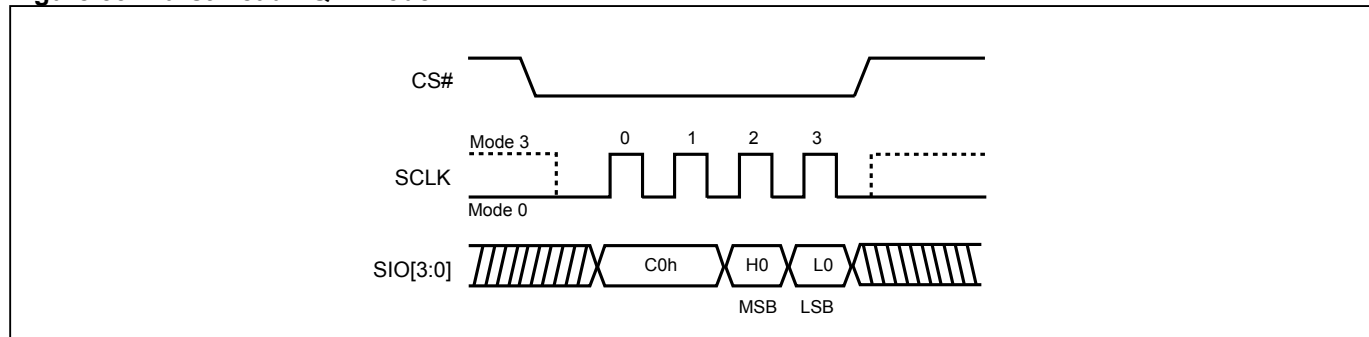 CS#
Mode 3
0 1 2 3
SCLK
Mode 0
SIO[3:0]
C0h H0 L0
MSB LSB